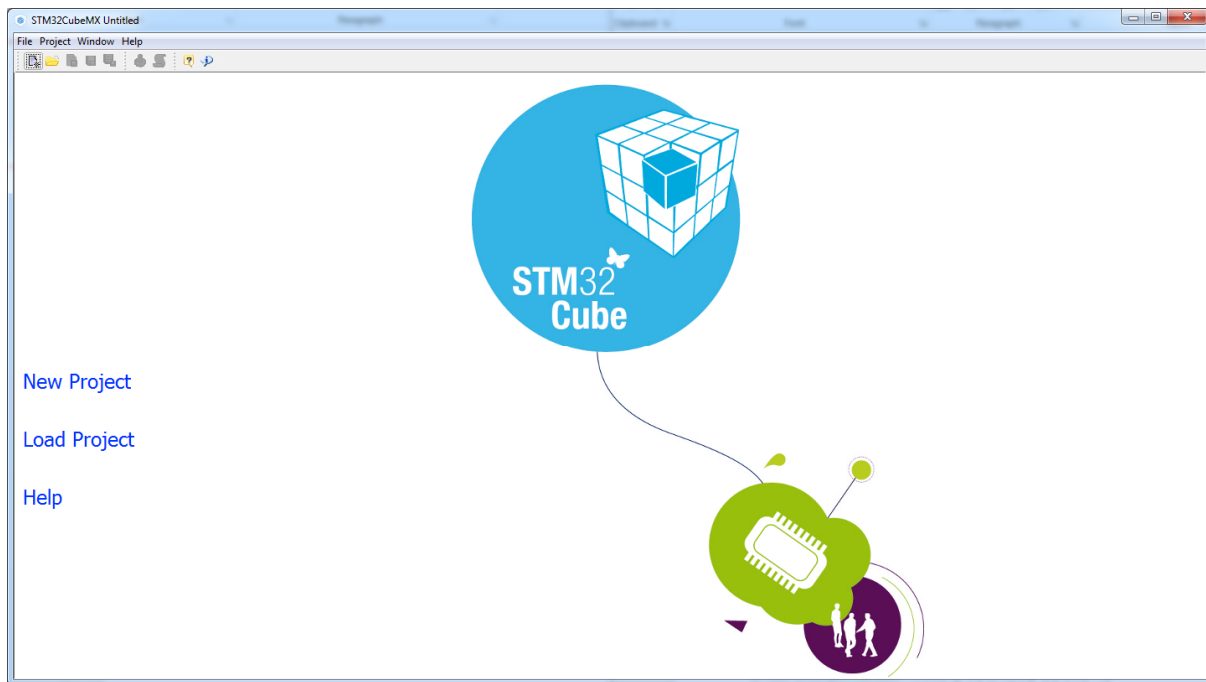 STM32CubeMX Untitled
File Project Window Help
STM32
Cube
New Project
Load Project
Help